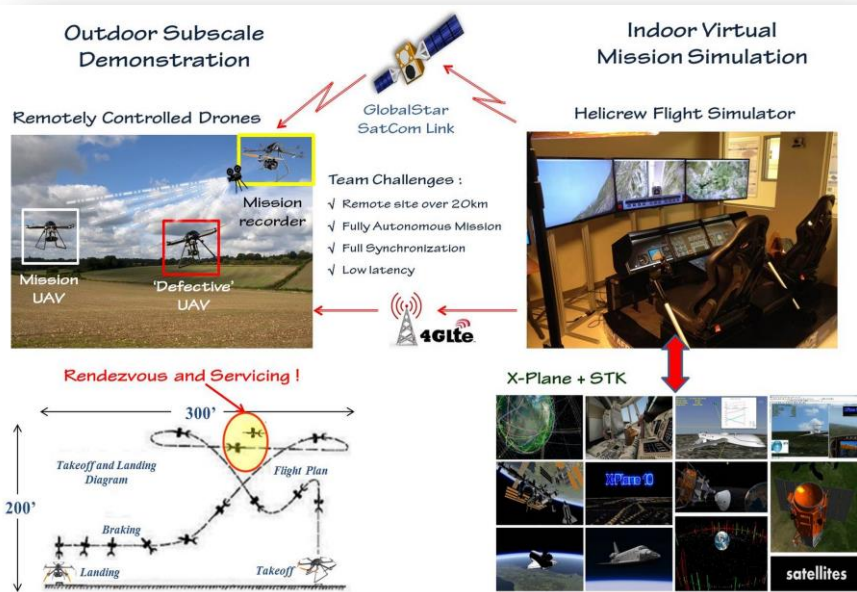 Outdoor Subscale
Demonstration
Indoor Virtual
Mission Simulation
Remotely Controlled Drones
GlobalStar
SatCom Link
Helicrew Flight Simulator
Mission
recorder
Mission
UAV
'Defective'
UAV
Team Challenges :
√ Remote site over 20km
√ Fully Autonomous Mission
√ Full Synchronization
√ Low latency
4Glte
Rendezvous and Servicing !
300'
200'
Takeoff and Landing
Diagram
Flight Plan
Braking
Landing
Takeoff
X-Plane + STK
X-Plane 10
satellites